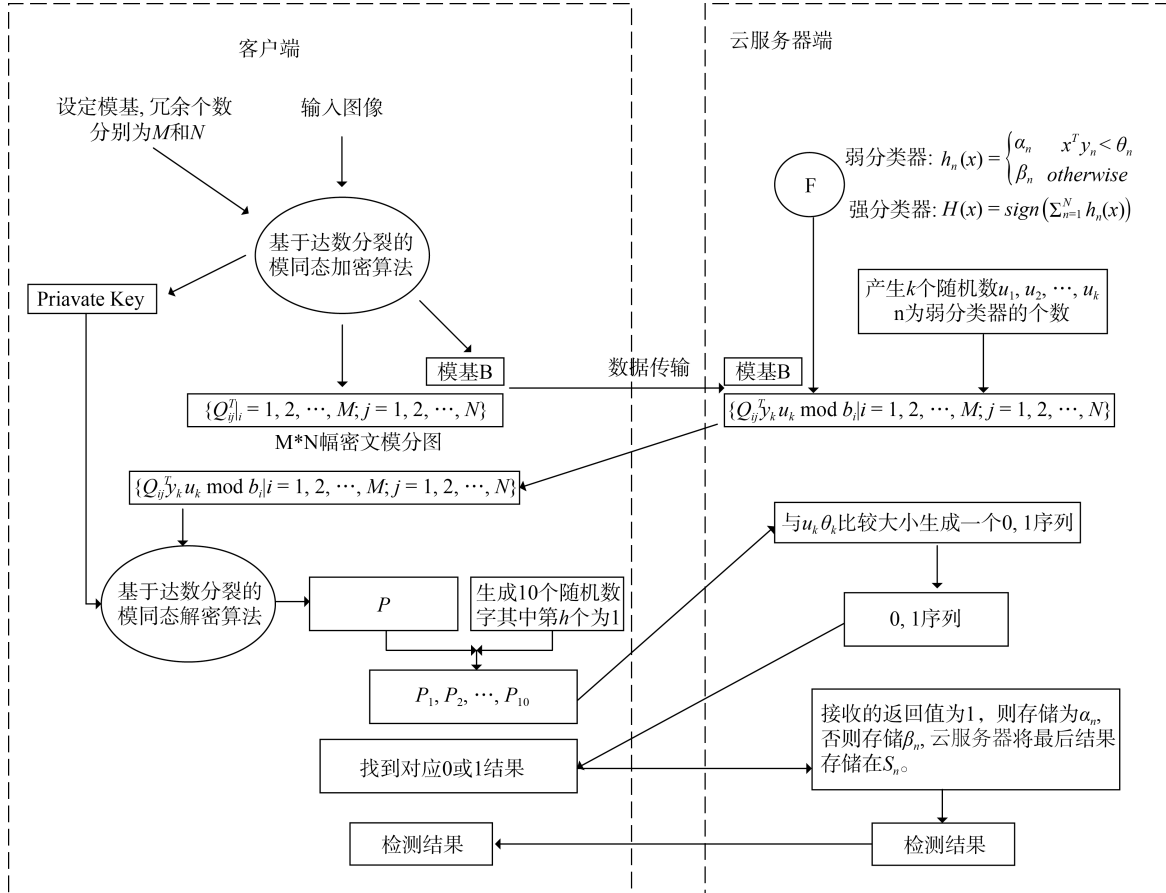 客户端
设定模基, 冗余个数
分别为M和N
输入图像
基于达数分裂的
模同态加密算法
Priavate Key
模基B
{Q_{ij}^T|_i = 1, 2, …, M; j = 1, 2, …, N}
M*N幅密文模分图
数据传输
云服务器端
F
弱分类器: h_n(x) = { α_n x^T y_n < θ_n
β_n otherwise
强分类器: H(x) = sign(Σ_{n=1}^N h_n(x))
产生k个随机数u_1, u_2, …, u_k
n为弱分类器的个数
模基B
{Q_{ij}^T y_k u_k mod b_i|i = 1, 2, …, M; j = 1, 2, …, N}
{Q_{ij}^T y_k u_k mod b_i|i = 1, 2, …, M; j = 1, 2, …, N}
基于达数分裂的
模同态解密算法
P
生成10个随机数
字其中第h个为1
P_1, P_2, …, P_10
与u_k θ_k比较大小生成一个0, 1序列
0, 1序列
找到对应0或1结果
接收的返回值为1，则存储为α_n,
否则存储β_n, 云服务器将最后结果
存储在S_n。
检测结果
检测结果